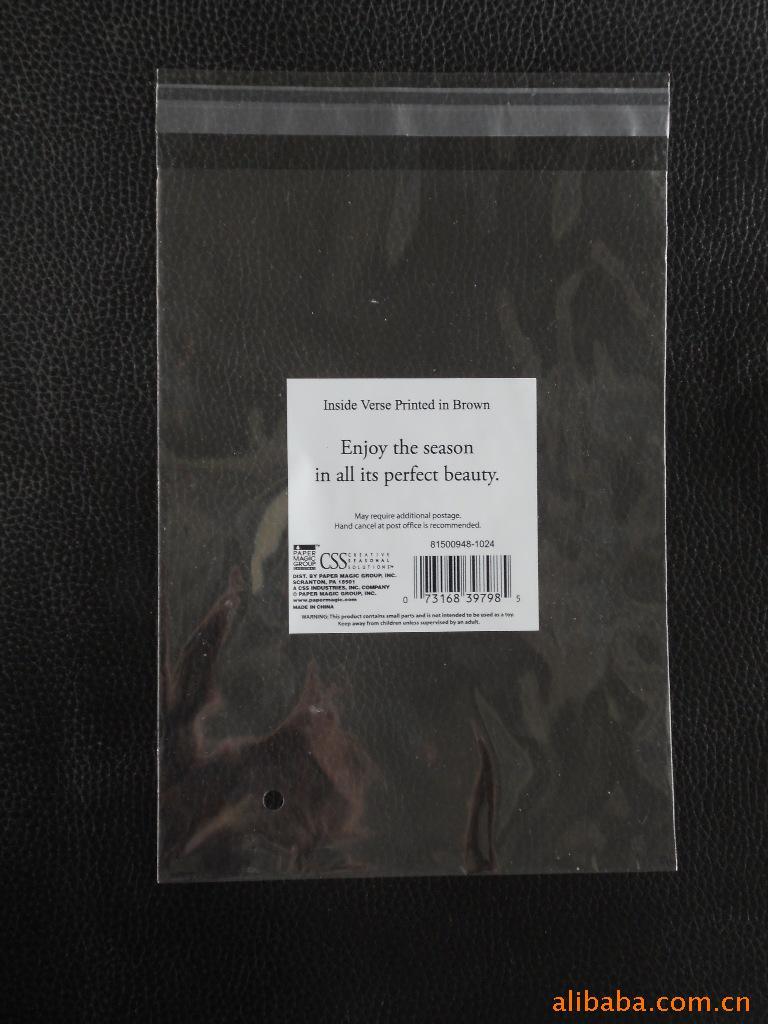 Inside Verse Printed in Brown
Enjoy the season
in all its perfect beauty.
May require additional postage.
Hand cancel at post office is recommended.
81500948-1024
PAPER
MAGIC
GROUP
CSS CREATIVE
SEASONAL
SOLUTIONS
DIST. BY PAPER MAGIC GROUP, INC.
SCRANTON, PA 18501
A CSS INDUSTRIES, INC. COMPANY
© PAPER MAGIC GROUP, INC.
www.papermagic.com
MADE IN CHINA
0 73168 39798 5
WARNING: This product contains small parts and is not intended to be used as a toy.
Keep away from children unless supervised by an adult.
alibaba.com.cn